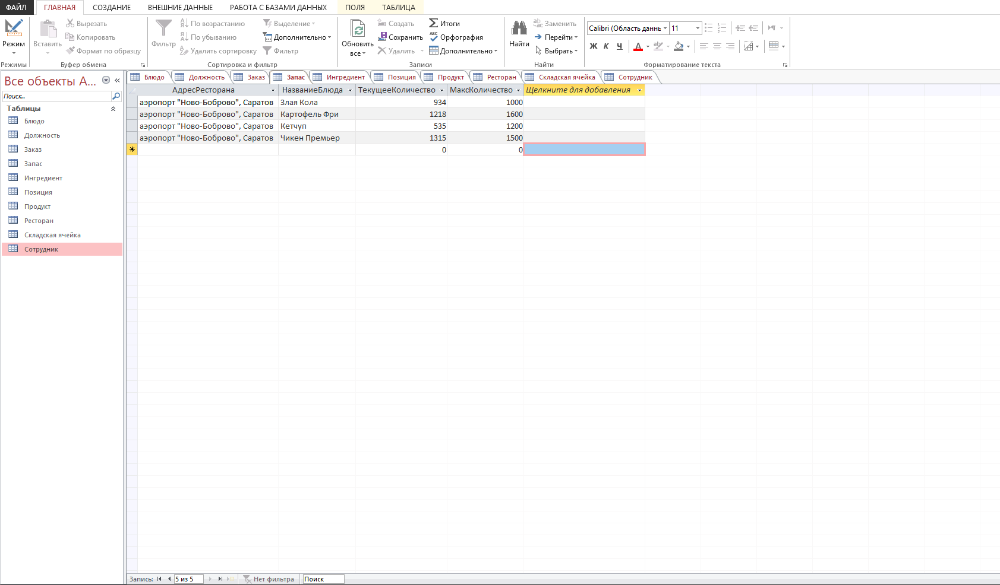 ФАЙЛ ГЛАВНАЯ СОЗДАНИЕ ВНЕШНИЕ ДАННЫЕ РАБОТА С БАЗАМИ ДАННЫХ ПОЛЯ ТАБЛИЦА
Режим
Режимы
Вставить
Вырезать
Копировать
Формат по образцу
Буфер обмена
Фильтр
По возрастанию
По убыванию
Удалить сортировку
Выделение
Дополнительно
Фильтр
Сортировка и фильтр
Обновить
все
Создать
Сохранить
Удалить
Итоги
Орфография
Дополнительно
Записи
Найти
Заменить
Перейти
Выбрать
Найти
Calibri (Область данны 11
Ж К Ч А
Форматирование текста
Все объекты A...
Поиск...
Таблицы
Блюдо
Должность
Заказ
Запас
Ингредиент
Позиция
Продукт
Ресторан
Складская ячейка
Сотрудник
Блюдо Должность Заказ Запас Ингредиент Позиция Продукт Ресторан Складская ячейка Сотрудник
АдресРесторана НазваниеБлюда ТекущееКоличество МаксКоличество Щелкните для добавления
аэропорт "Ново-Боброво", Саратов Злая Кола 934 1000
аэропорт "Ново-Боброво", Саратов Картофель Фри 1218 1600
аэропорт "Ново-Боброво", Саратов Кетчуп 535 1200
аэропорт "Ново-Боброво", Саратов Чикен Премьер 1315 1500
0 0
Запись: 5 из 5 Нет фильтра Поиск